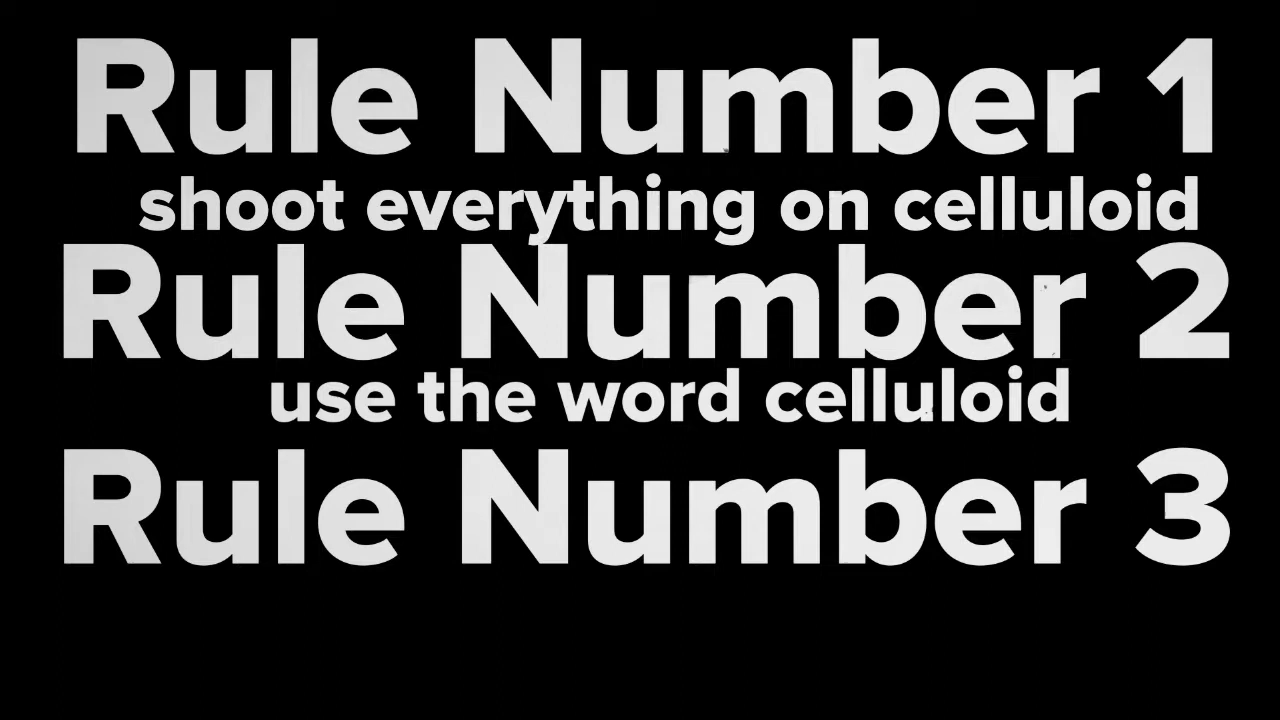 Rule Number 1
shoot everything on celluloid
Rule Number 2
use the word celluloid
Rule Number 3